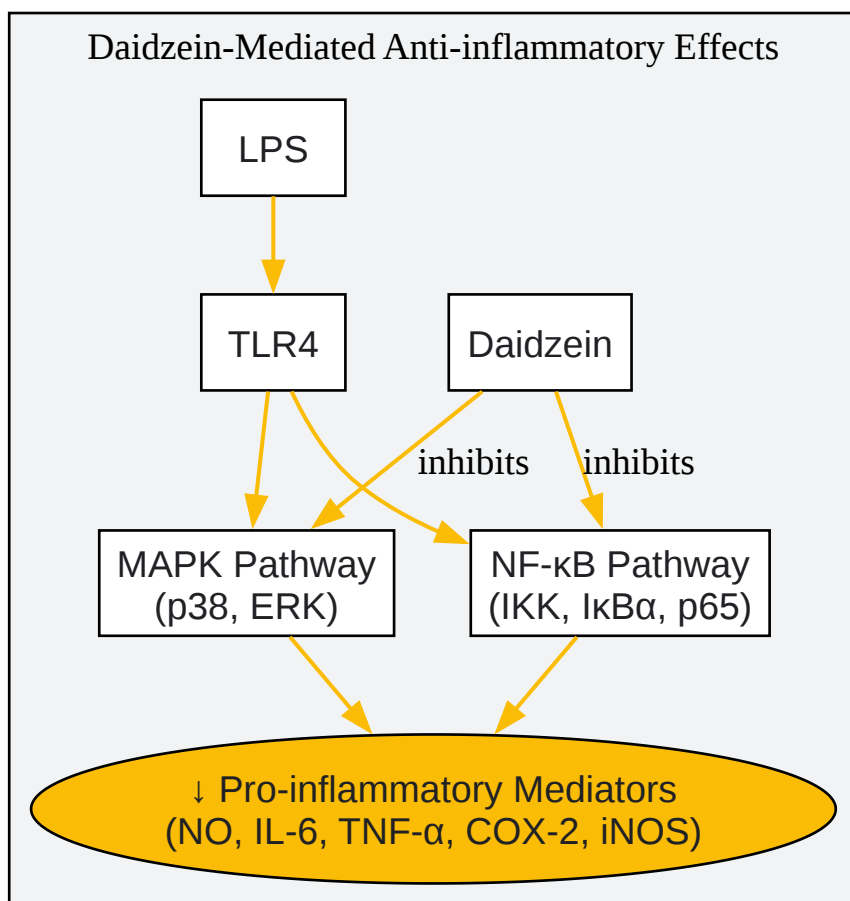 Daidzein-Mediated Anti-inflammatory Effects
LPS
TLR4
Daidzein
inhibits
inhibits
MAPK Pathway
(p38, ERK)
NF-κB Pathway
(IKK, IκBα, p65)
↓ Pro-inflammatory Mediators
(NO, IL-6, TNF-α, COX-2, iNOS)